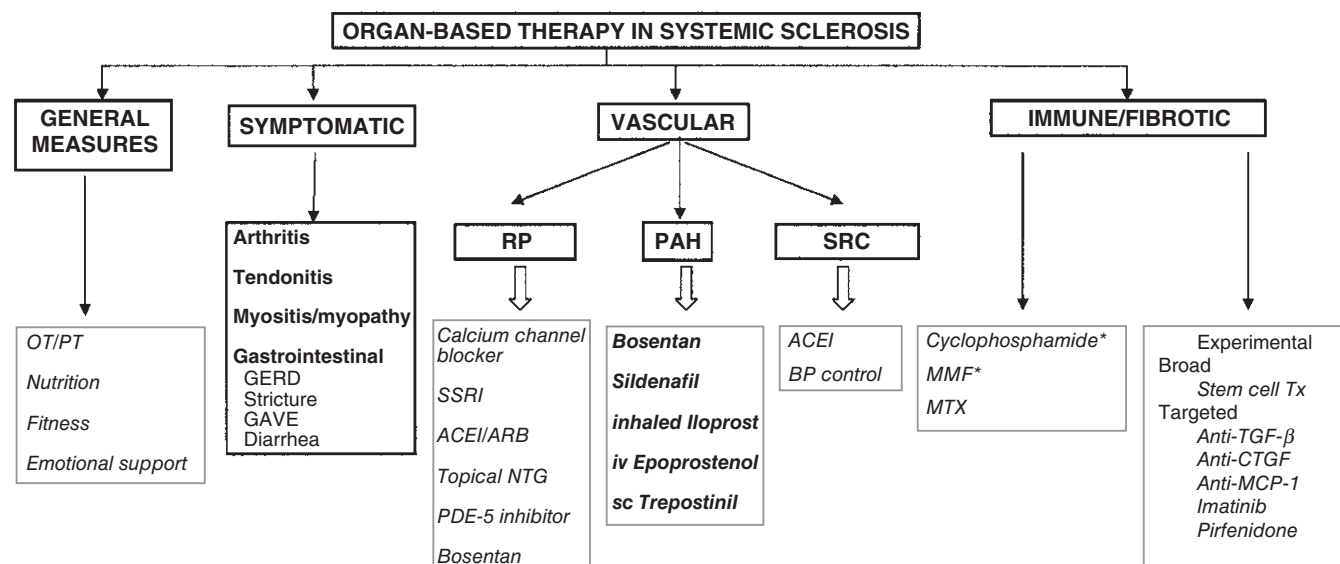 ORGAN-BASED THERAPY IN SYSTEMIC SCLEROSIS
GENERAL
MEASURES
SYMPTOMATIC
VASCULAR
IMMUNE/FIBROTIC
OT/PT
Nutrition
Fitness
Emotional support
Arthritis
Tendonitis
Myositis/myopathy
Gastrointestinal
GERD
Stricture
GAVE
Diarrhea
RP
PAH
SRC
Calcium channel
blocker
SSRI
ACEI/ARB
Topical NTG
PDE-5 inhibitor
Bosentan
Bosentan
Sildenafil
inhaled Iloprost
iv Epoprostenol
sc Trepostinil
ACEI
BP control
Cyclophosphamide*
MMF*
MTX
Experimental
Broad
Stem cell Tx
Targeted
Anti-TGF-β
Anti-CTGF
Anti-MCP-1
Imatinib
Pirfenidone